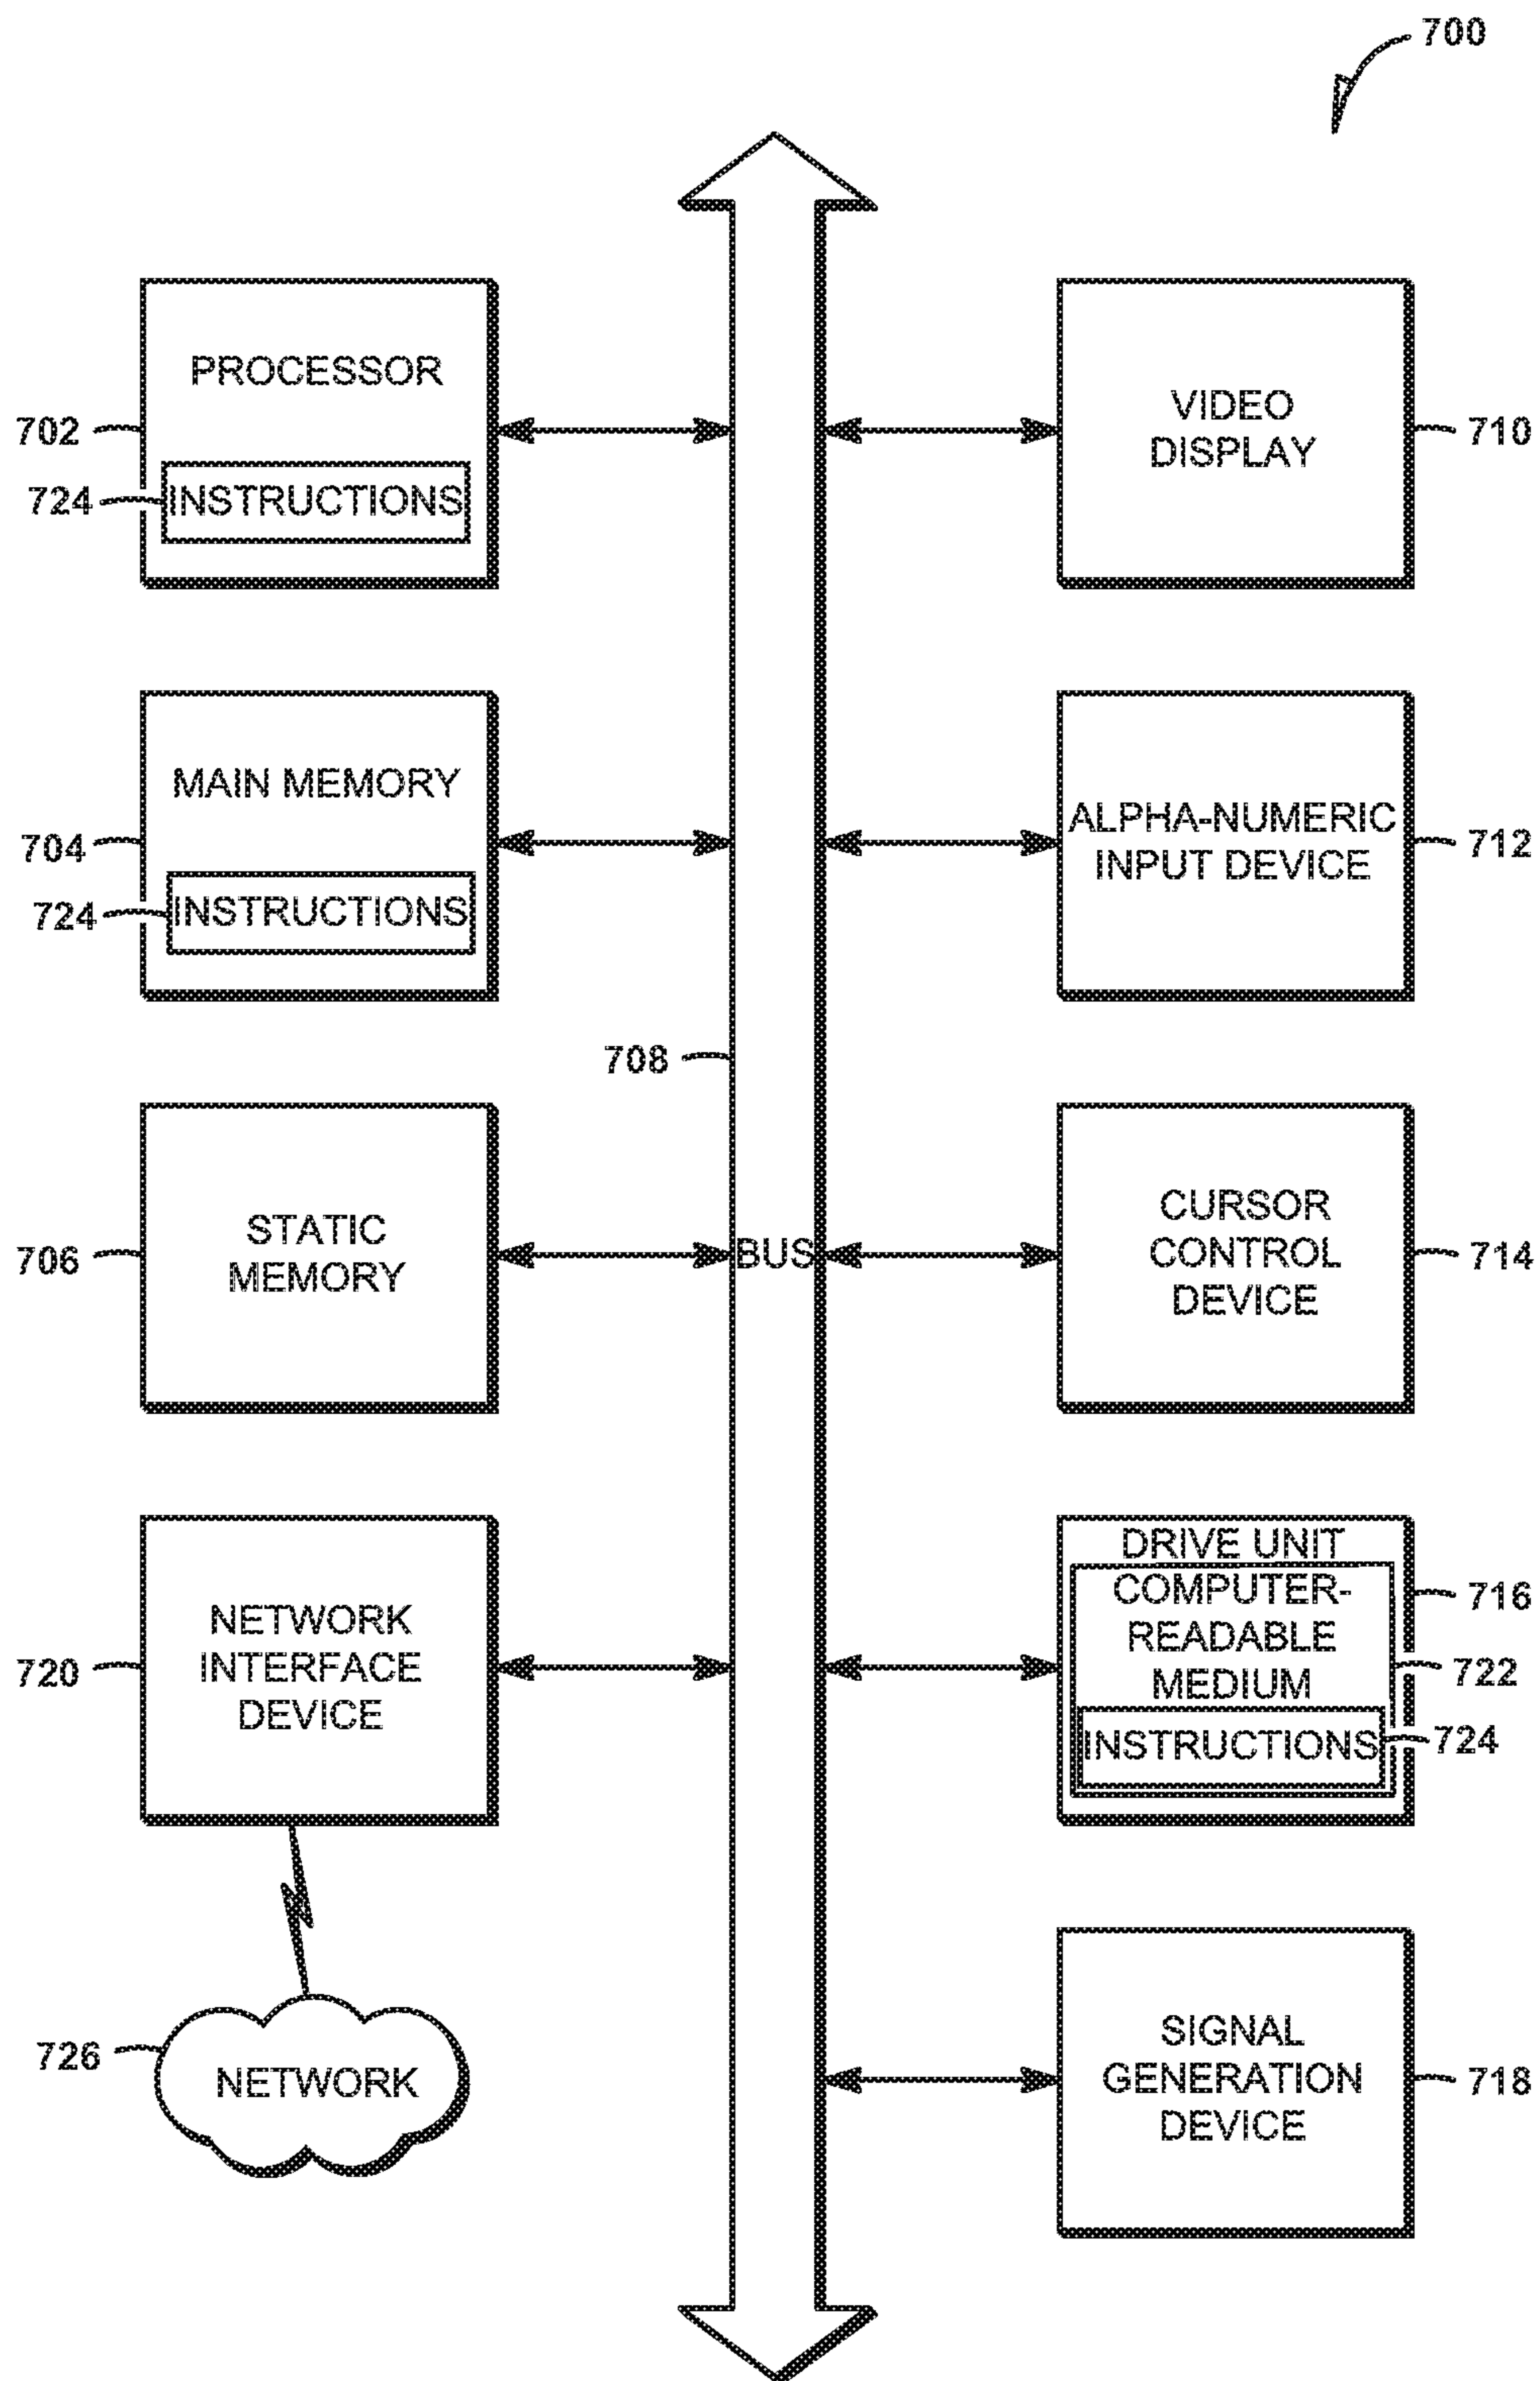 700
PROCESSOR
702
724
INSTRUCTIONS
VIDEO
DISPLAY
710
MAIN MEMORY
704
724
INSTRUCTIONS
ALPHA-NUMERIC
INPUT DEVICE
712
708
STATIC
MEMORY
706
BUS
CURSOR
CONTROL
DEVICE
714
NETWORK
INTERFACE
DEVICE
720
DRIVE UNIT
COMPUTER-
READABLE
MEDIUM
INSTRUCTIONS
716
722
724
726
NETWORK
SIGNAL
GENERATION
DEVICE
718